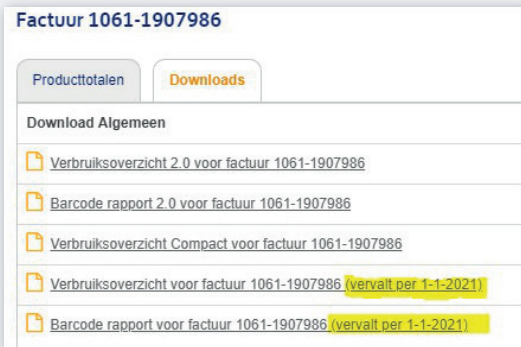 Factuur 1061-1907986
Producttotalen Downloads
Download Algemeen
Verbruiksoverzicht 2.0 voor factuur 1061-1907986
Barcode rapport 2.0 voor factuur 1061-1907986
Verbruiksoverzicht Compact voor factuur 1061-1907986
Verbruiksoverzicht voor factuur 1061-1907986 (vervalt per 1-1-2021)
Barcode rapport voor factuur 1061-1907986 (vervalt per 1-1-2021)